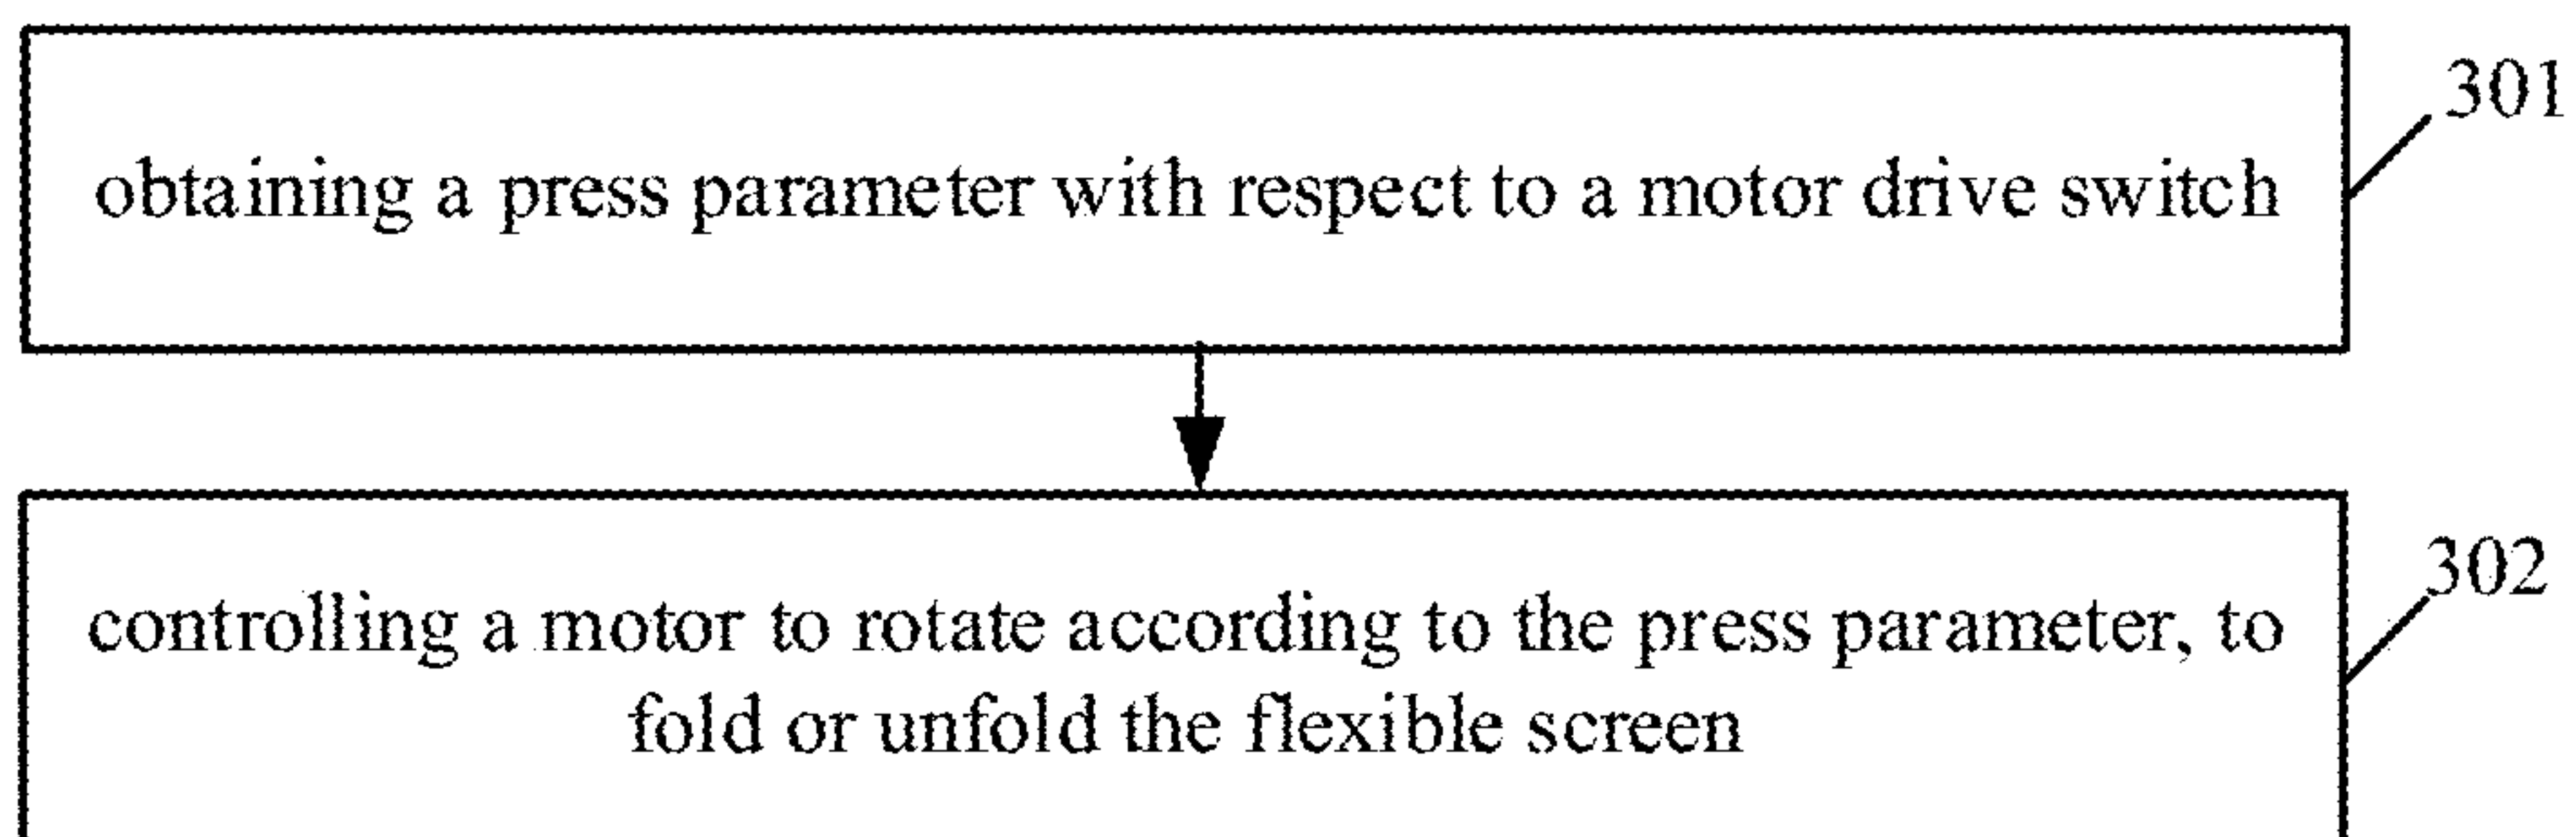 301
obtaining a press parameter with respect to a motor drive switch
302
controlling a motor to rotate according to the press parameter, to
fold or unfold the flexible screen